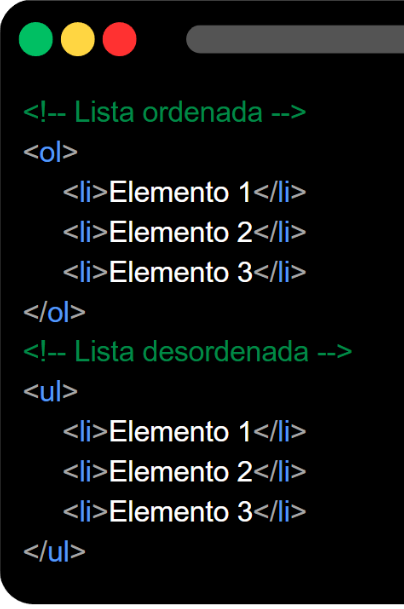 <!-- Lista ordenada -->
<ol>
<li>Elemento 1</li>
<li>Elemento 2</li>
<li>Elemento 3</li>
</ol>
<!-- Lista desordenada -->
<ul>
<li>Elemento 1</li>
<li>Elemento 2</li>
<li>Elemento 3</li>
</ul>